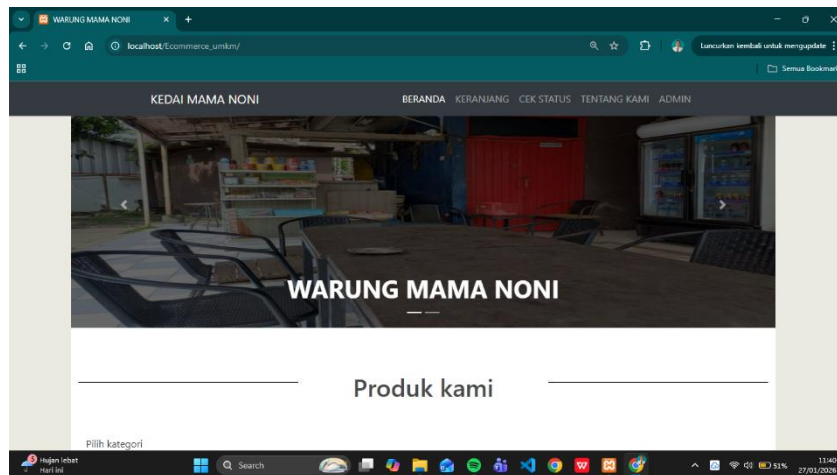 WARUNG MAMA NONI
localhost/Ecommerce_umkm/
Luncurkan kembali untuk mengupdate
Semua Bookmark
KEDAI MAMA NONI
BERANDA KERANJANG CEK STATUS TENTANG KAMI ADMIN
WARUNG MAMA NONI
Produk kami
Pilih kategori
5
Hujan lebat
Hari ini
Search
51%
11:40
27/01/2026